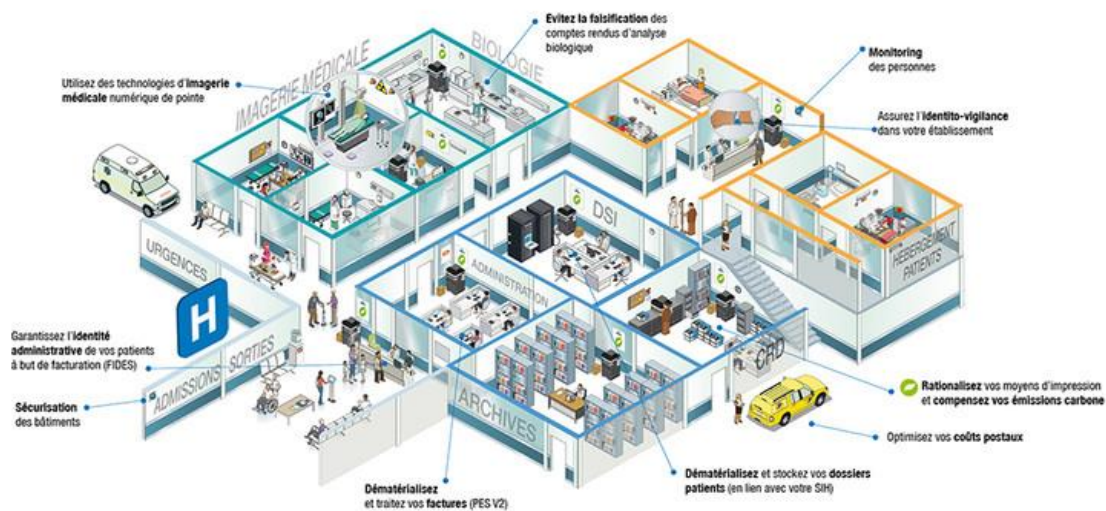 Évitez la falsification des
comptes rendus d'analyse
biologique
Utilisez des technologies d'imagerie
médicale numérique de pointe
IMAGERIE MÉDICALE
BIOLOGIE
Monitoring
des personnes
Assurez l'identito-vigilance
dans votre établissement
DSI
ADMINISTRATION
HÉBERGEMENT
PATIENTS
URGENCES
H
Garantissez l'identité
administrative de vos patients
à but de facturation (FIDES)
ADMISSIONS SORTIES
Sécurisation
des bâtiments
CRD
ARCHIVES
Rationalisez vos moyens d'impression
et compensez vos émissions carbone
Optimisez vos coûts postaux
Dématérialisez
et traitez vos factures (PES V2)
Dématérialisez et stockez vos dossiers
patients (en lien avec votre SIH)